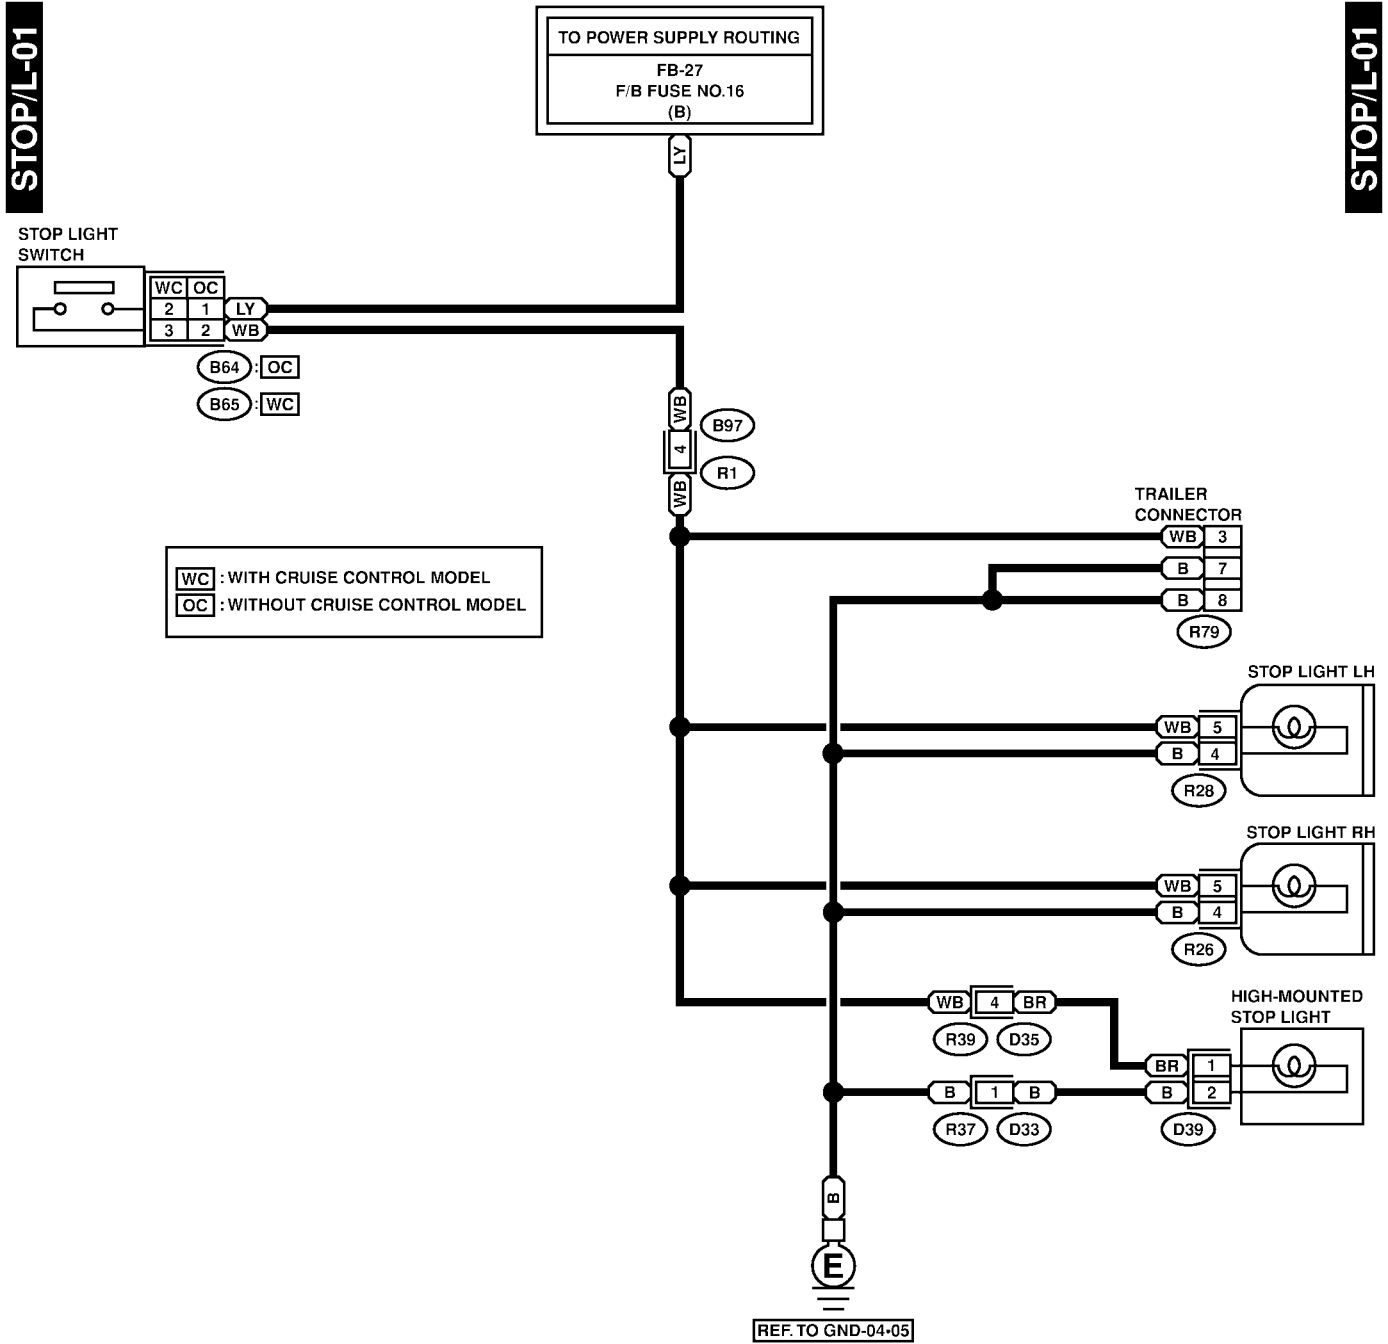 STOP/L-01
STOP/L-01
TO POWER SUPPLY ROUTING
FB-27
F/B FUSE NO.16
(B)
LY
STOP LIGHT
SWITCH
WC OC
2 1 LY
3 2 WB
B64 : OC
B65 : WC
WB
B97
4
R1
WB
WC : WITH CRUISE CONTROL MODEL
OC : WITHOUT CRUISE CONTROL MODEL
TRAILER
CONNECTOR
WB 3
B 7
B 8
R79
STOP LIGHT LH
WB 5
B 4
R28
STOP LIGHT RH
WB 5
B 4
R26
HIGH-MOUNTED
STOP LIGHT
WB 4 BR
R39 D35
BR 1
B 2
D39
B 1 B
R37 D33
B
E
REF. TO GND-04•05